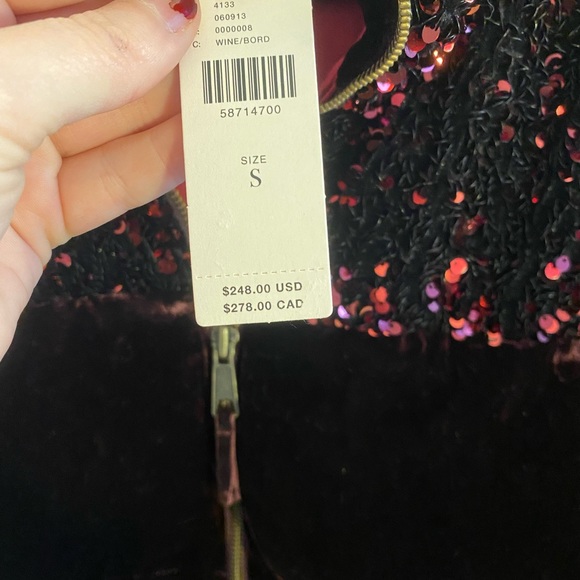 4133
060913
0000008
C: WINE/BORD
58714700
SIZE
S
$248.00 USD
$278.00 CAD